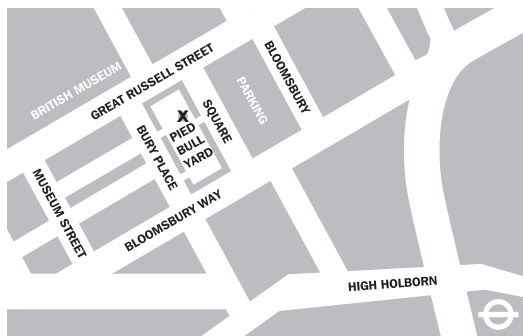 BRITISH MUSEUM
GREAT RUSSELL STREET
BLOOMSBURY
SQUARE
PARKING
X
PIED
BULL
YARD
BURY PLACE
MUSEUM STREET
BLOOMSBURY WAY
HIGH HOLBORN